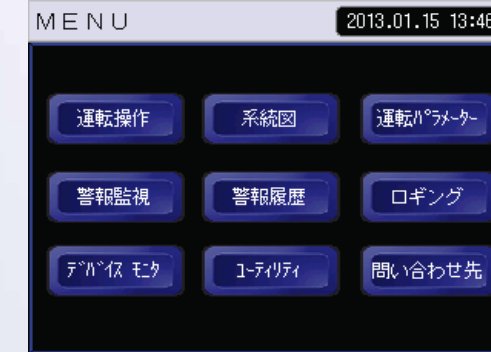 MENU 2013.01.15 13:46
運転操作 系統図 運転ﾊﾟﾗﾒｰﾀｰ
警報監視 警報履歴 ロギング
ﾃﾞﾊﾞｲｽ ﾓﾆﾀ ﾕｰﾃｨﾘﾃｨ 問い合わせ先